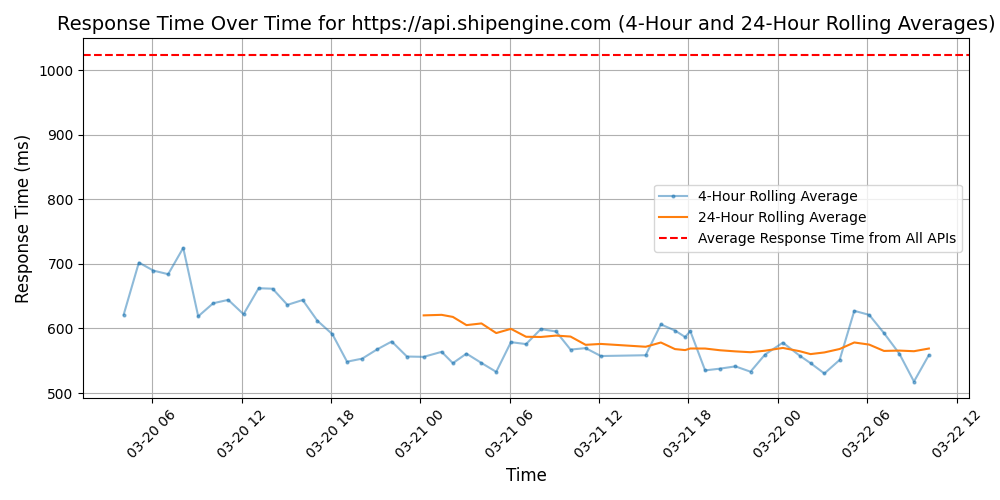 Response Time Over Time for https://api.shipengine.com (4-Hour and 24-Hour Rolling Averages)
Response Time (ms)
1000
900
800
700
600
500
4-Hour Rolling Average
24-Hour Rolling Average
Average Response Time from All APIs
03-20 06
03-20 12
03-20 18
03-21 00
03-21 06
03-21 12
03-21 18
03-22 00
03-22 06
03-22 12
Time